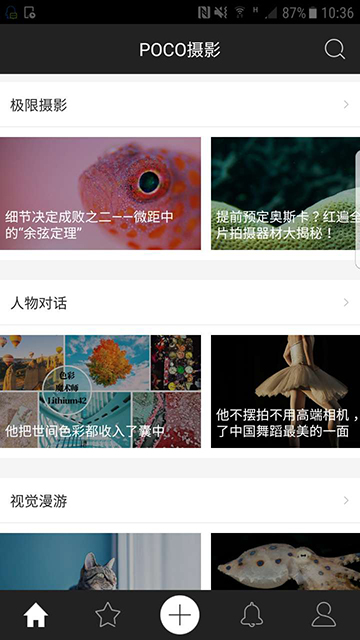 H 87% 10:36
POCO摄影
极限摄影
细节决定成败之二——微距中
的“余弦定理”
提前预定奥斯卡？红遍全
片拍摄器材大揭秘！
人物对话
色彩
魔术师
Lithium42
他把世间色彩都收入了囊中
他不摆拍不用高端相机，
了中国舞蹈最美的一面
视觉漫游